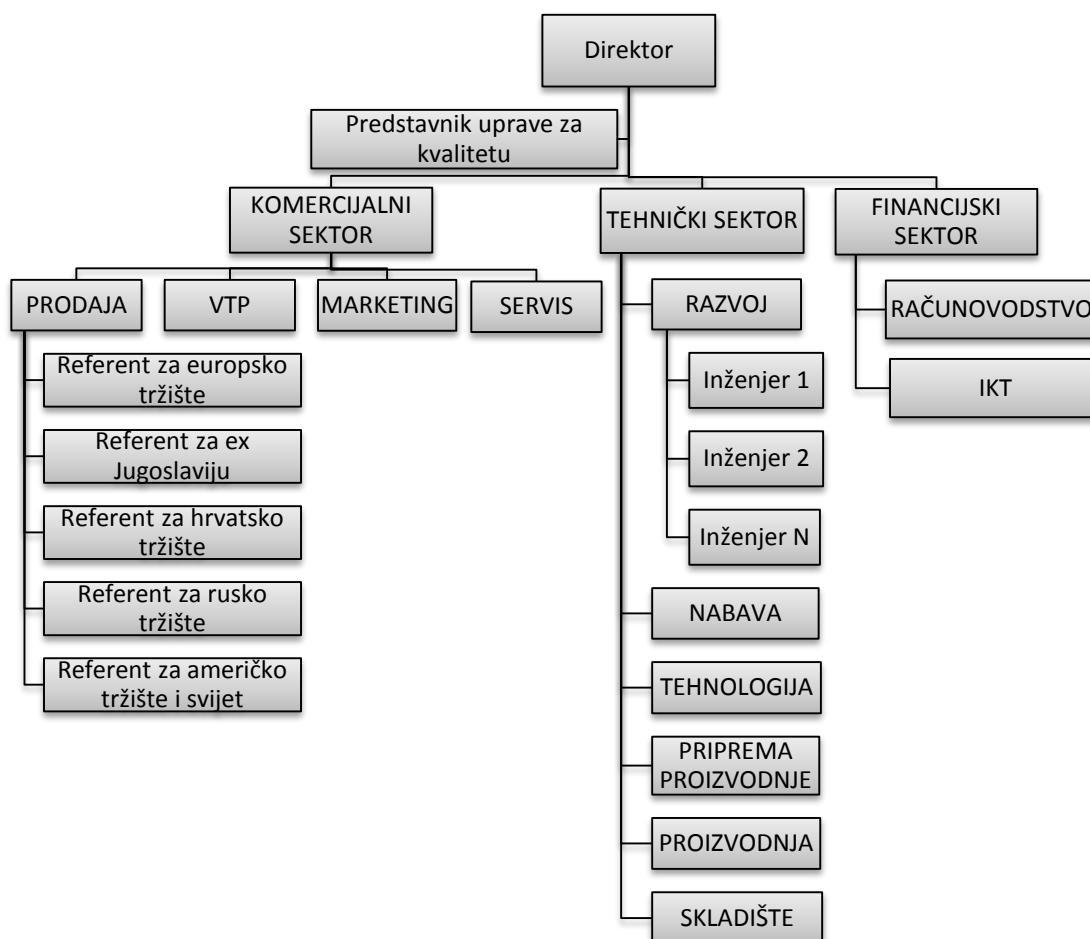 Direktor
Predstavnik uprave za
kvalitetu
KOMERCIJALNI
SEKTOR
TEHNIČKI SEKTOR
FINANCIJSKI
SEKTOR
PRODAJA
VTP
MARKETING
SERVIS
RAZVOJ
RAČUNOVODSTVO
Referent za europsko
tržište
Inženjer 1
IKT
Referent za ex
Jugoslaviju
Inženjer 2
Referent za hrvatsko
tržište
Inženjer N
Referent za rusko
tržište
NABAVA
Referent za američko
tržište i svijet
TEHNOLOGIJA
PRIPREMA
PROIZVODNJE
PROIZVODNJA
SKLADIŠTE